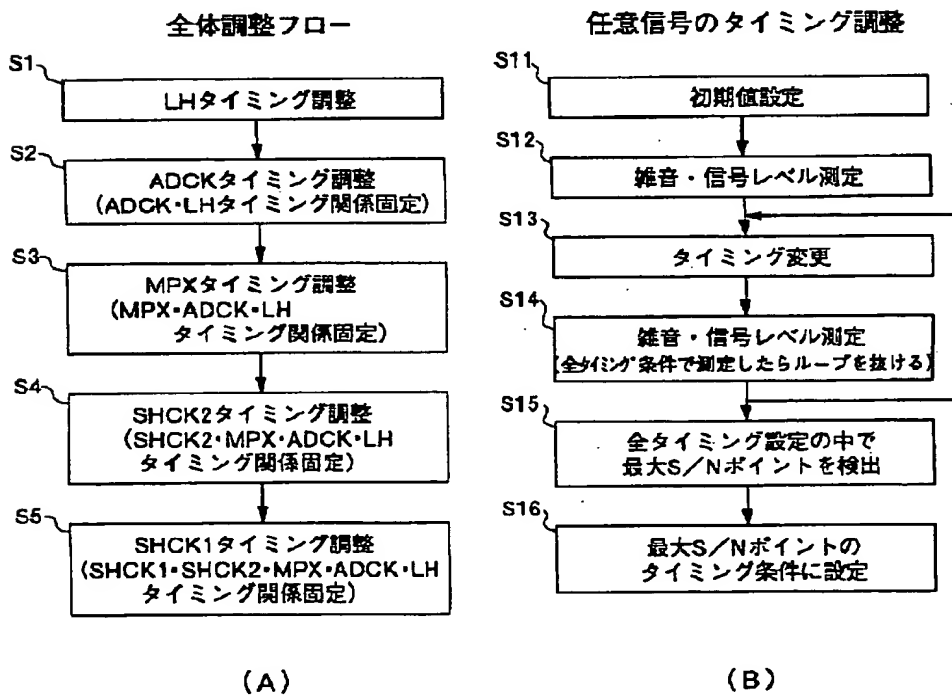 全体調整フロー
S1
LHタイミング調整
S2
ADCKタイミング調整
(ADCK・LHタイミング関係固定)
S3
MPXタイミング調整
(MPX・ADCK・LH
タイミング関係固定)
S4
SHCK2タイミング調整
(SHCK2・MPX・ADCK・LH
タイミング関係固定)
S5
SHCK1タイミング調整
(SHCK1・SHCK2・MPX・ADCK・LH
タイミング関係固定)
(A)
任意信号のタイミング調整
S11
初期値設定
S12
雑音・信号レベル測定
S13
タイミング変更
S14
雑音・信号レベル測定
(全タイミング条件で測定したらループを抜ける)
S15
全タイミング設定の中で
最大S/Nポイントを検出
S16
最大S/Nポイントの
タイミング条件に設定
(B)